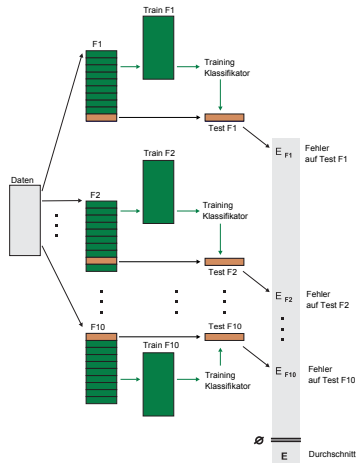 Train F1
F1
Training
Klassifikator
Test F1
E F1
Fehler
auf Test F1
Daten
Train F2
F2
Training
Klassifikator
Test F2
E F2
Fehler
auf Test F2
F10
Test F10
Train F10
Training
Klassifikator
E F10
Fehler
auf Test F10
Ø
E
Durchschnitt